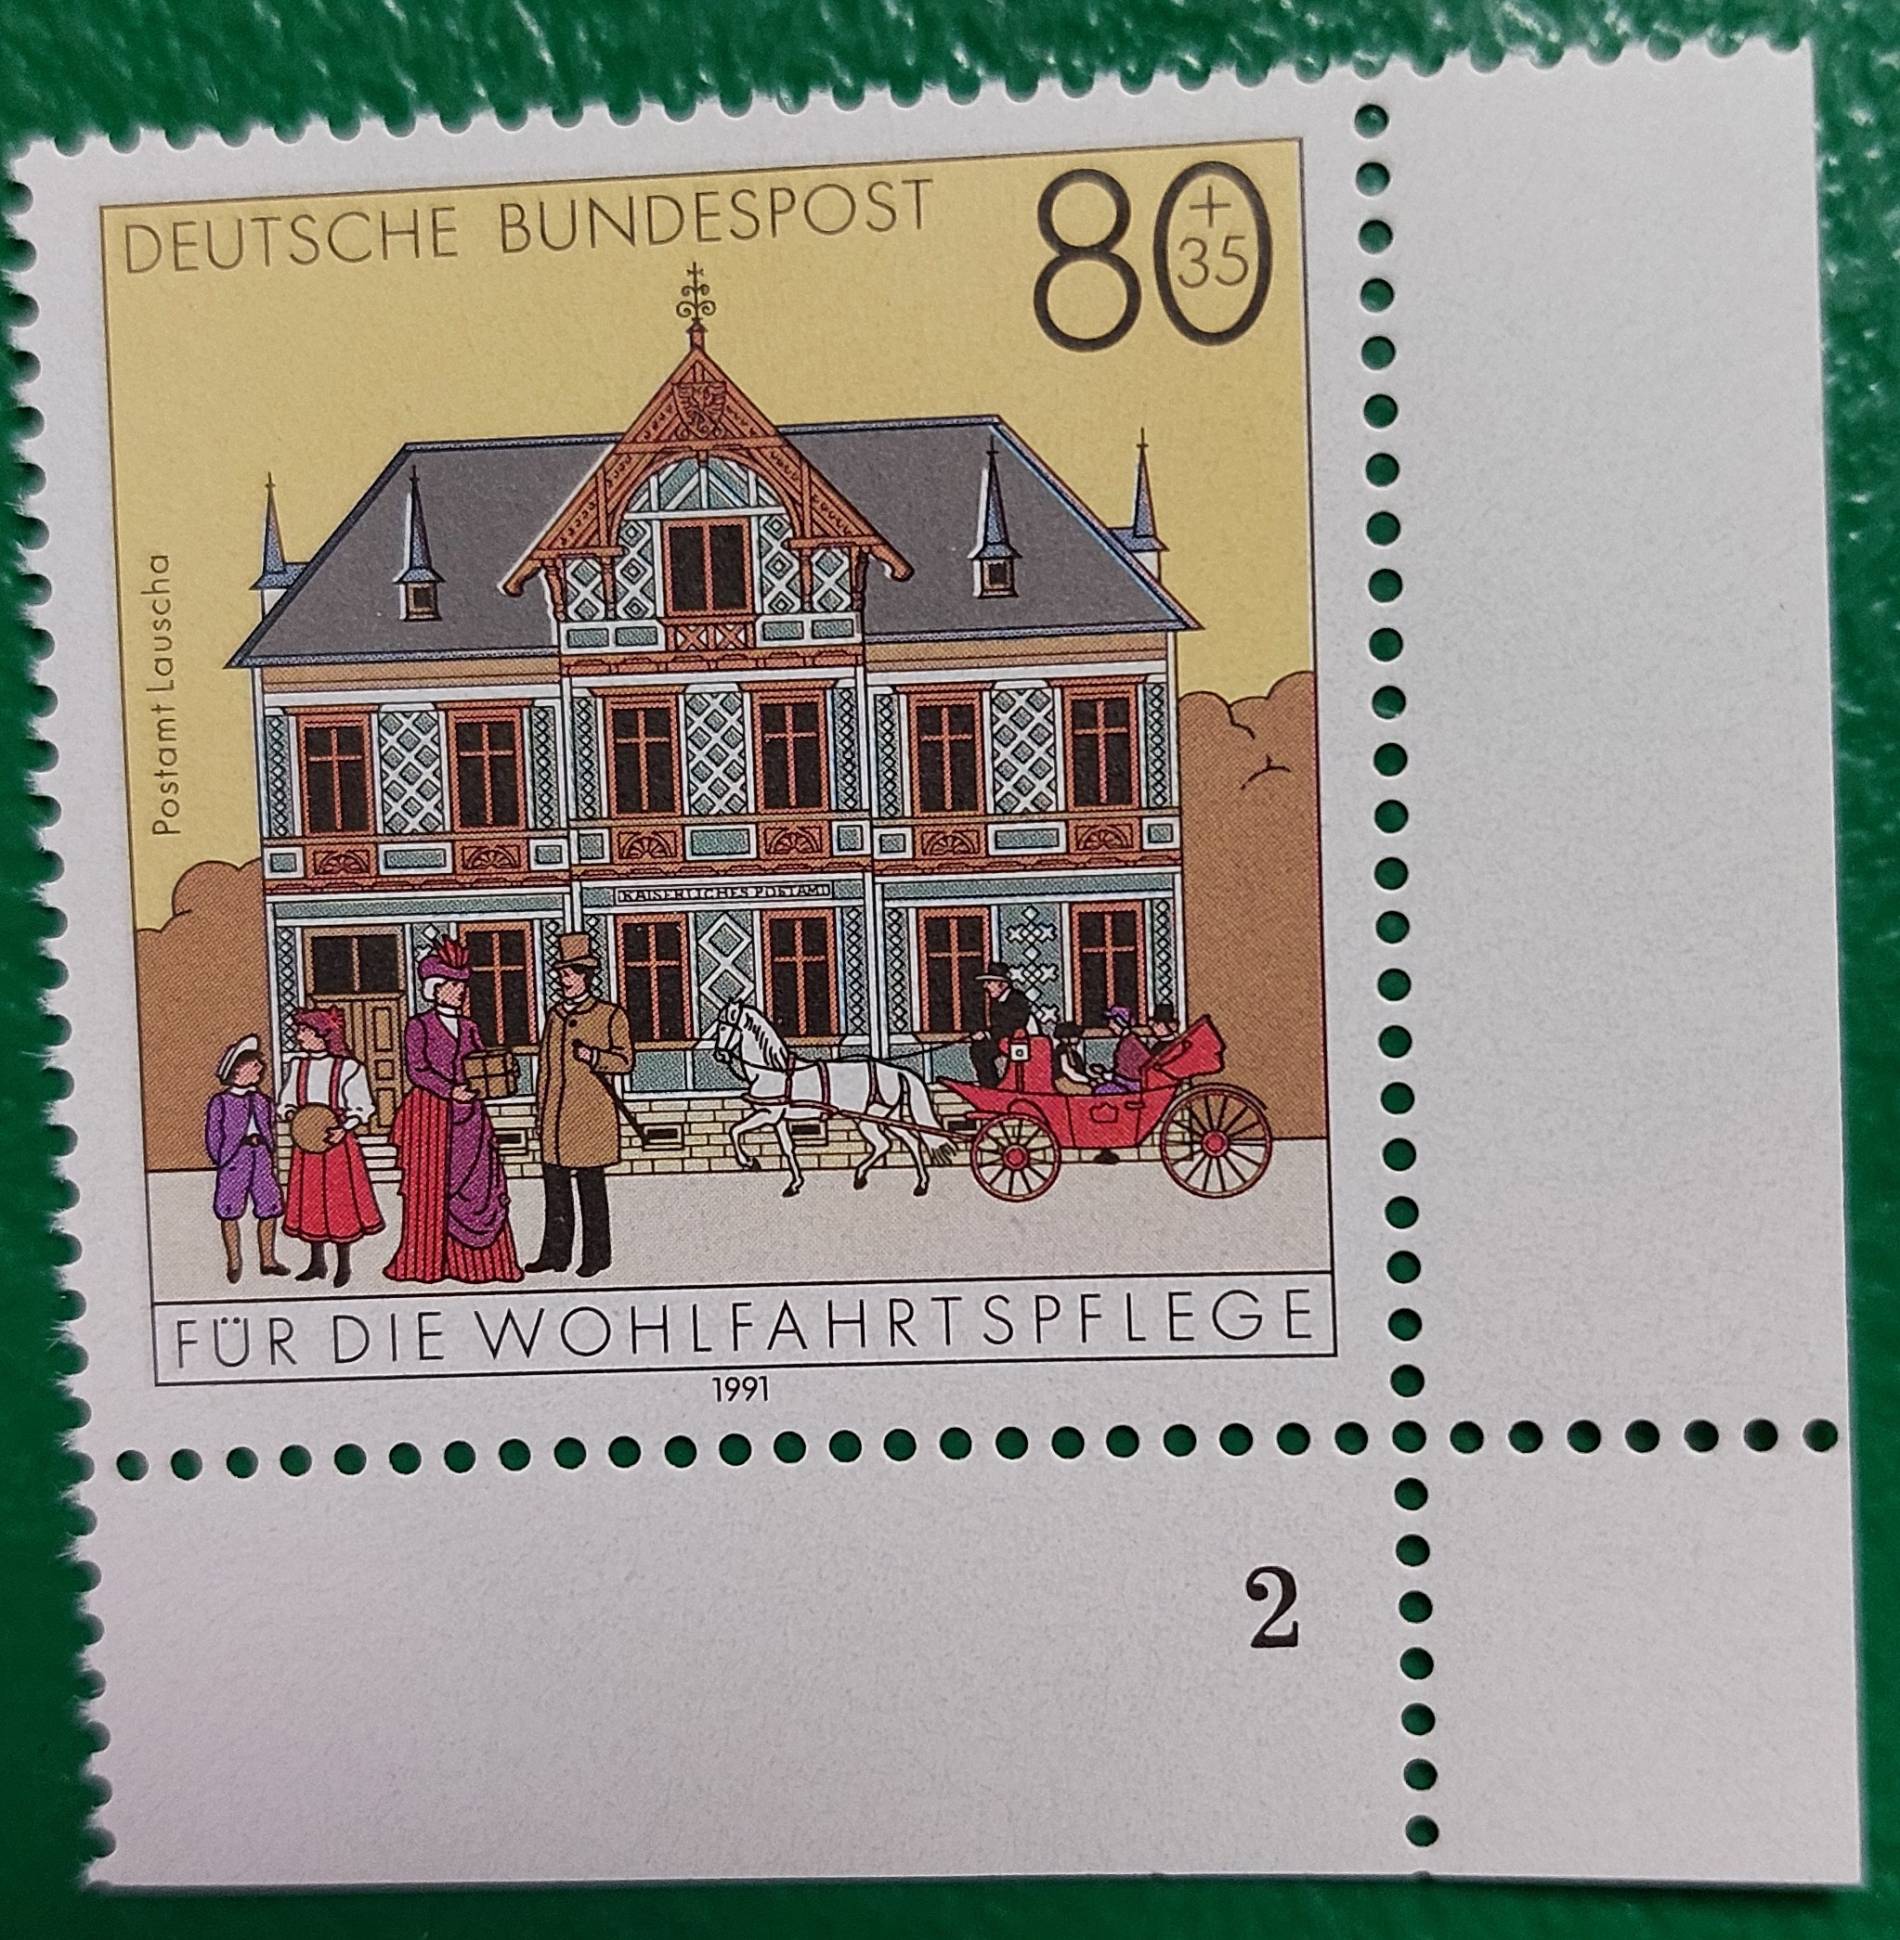 DEUTSCHE BUNDESPOST
80
+
35
Postamt Lauscha
KAISERLICHES POSTAMT
FÜR DIE WOHLFAHRTSPFLEGE
1991
2